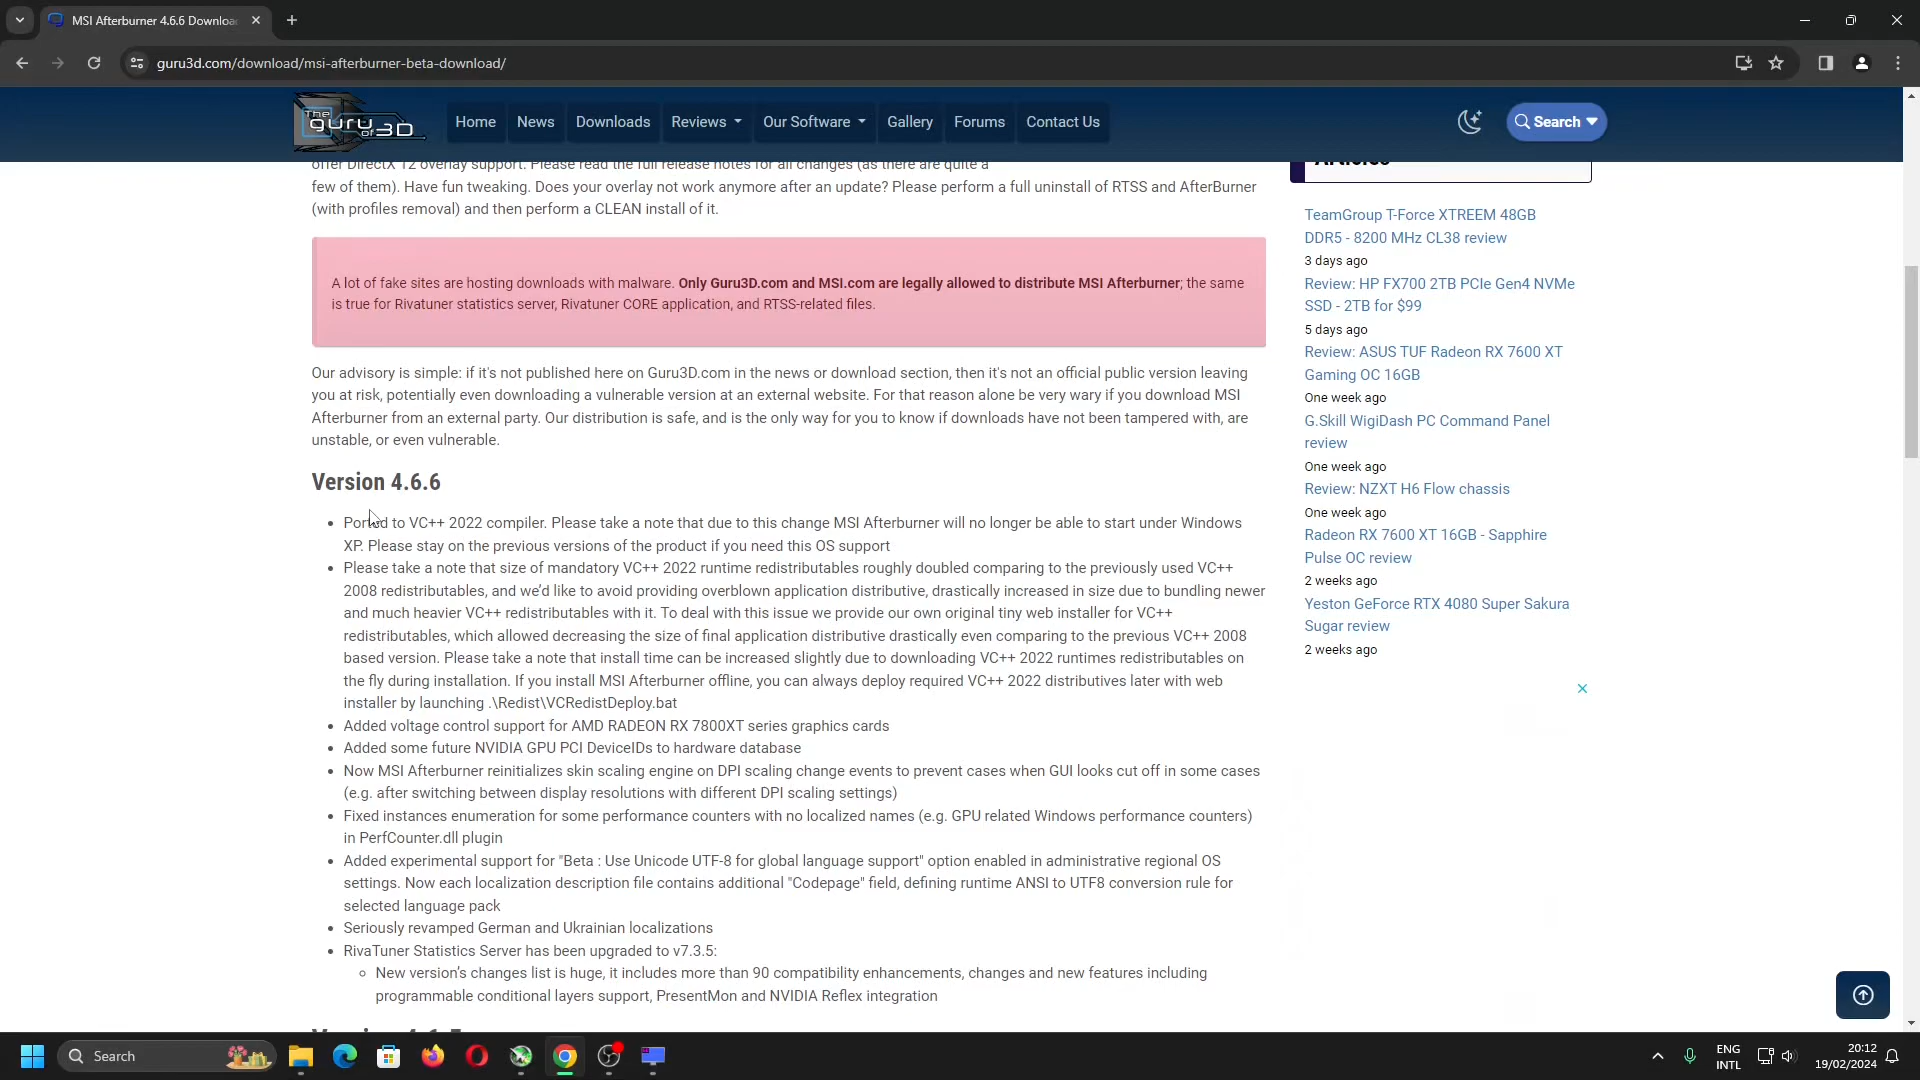 MSI Afterburner 4.6.6 Downloa
guru3d.com/download/msi-afterburner-beta-download/
The guru of 3D
Home News Downloads Reviews Our Software Gallery Forums Contact Us
Search
offer DirectX 12 overlay support. Please read the full release notes for all changes (as there are quite a
few of them). Have fun tweaking. Does your overlay not work anymore after an update? Please perform a full uninstall of RTSS and AfterBurner
(with profiles removal) and then perform a CLEAN install of it.
A lot of fake sites are hosting downloads with malware. Only Guru3D.com and MSI.com are legally allowed to distribute MSI Afterburner; the same
is true for Rivatuner statistics server, Rivatuner CORE application, and RTSS-related files.
Our advisory is simple: if it's not published here on Guru3D.com in the news or download section, then it's not an official public version leaving
you at risk, potentially even downloading a vulnerable version at an external website. For that reason alone be very wary if you download MSI
Afterburner from an external party. Our distribution is safe, and is the only way for you to know if downloads have not been tampered with, are
unstable, or even vulnerable.
Version 4.6.6
• Ported to VC++ 2022 compiler. Please take a note that due to this change MSI Afterburner will no longer be able to start under Windows
XP. Please stay on the previous versions of the product if you need this OS support
• Please take a note that size of mandatory VC++ 2022 runtime redistributables roughly doubled comparing to the previously used VC++
2008 redistributables, and we'd like to avoid providing overblown application distributive, drastically increased in size due to bundling newer
and much heavier VC++ redistributables with it. To deal with this issue we provide our own original tiny web installer for VC++
redistributables, which allowed decreasing the size of final application distributive drastically even comparing to the previous VC++ 2008
based version. Please take a note that install time can be increased slightly due to downloading VC++ 2022 runtimes redistributables on
the fly during installation. If you install MSI Afterburner offline, you can always deploy required VC++ 2022 distributives later with web
installer by launching .\Redist\VCRedistDeploy.bat
• Added voltage control support for AMD RADEON RX 7800XT series graphics cards
• Added some future NVIDIA GPU PCI DeviceIDs to hardware database
• Now MSI Afterburner reinitializes skin scaling engine on DPI scaling change events to prevent cases when GUI looks cut off in some cases
(e.g. after switching between display resolutions with different DPI scaling settings)
• Fixed instances enumeration for some performance counters with no localized names (e.g. GPU related Windows performance counters)
in PerfCounter.dll plugin
• Added experimental support for "Beta : Use Unicode UTF-8 for global language support" option enabled in administrative regional OS
settings. Now each localization description file contains additional "Codepage" field, defining runtime ANSI to UTF8 conversion rule for
selected language pack
• Seriously revamped German and Ukrainian localizations
• RivaTuner Statistics Server has been upgraded to v7.3.5:
◦ New version's changes list is huge, it includes more than 90 compatibility enhancements, changes and new features including
programmable conditional layers support, PresentMon and NVIDIA Reflex integration
Articles
TeamGroup T-Force XTREEM 48GB
DDR5 - 8200 MHz CL38 review
3 days ago
Review: HP FX700 2TB PCIe Gen4 NVMe
SSD - 2TB for $99
5 days ago
Review: ASUS TUF Radeon RX 7600 XT
Gaming OC 16GB
One week ago
G.Skill WigiDash PC Command Panel
review
One week ago
Review: NZXT H6 Flow chassis
One week ago
Radeon RX 7600 XT 16GB - Sapphire
Pulse OC review
2 weeks ago
Yeston GeForce RTX 4080 Super Sakura
Sugar review
2 weeks ago
Search
ENG
INTL
20:12
19/02/2024